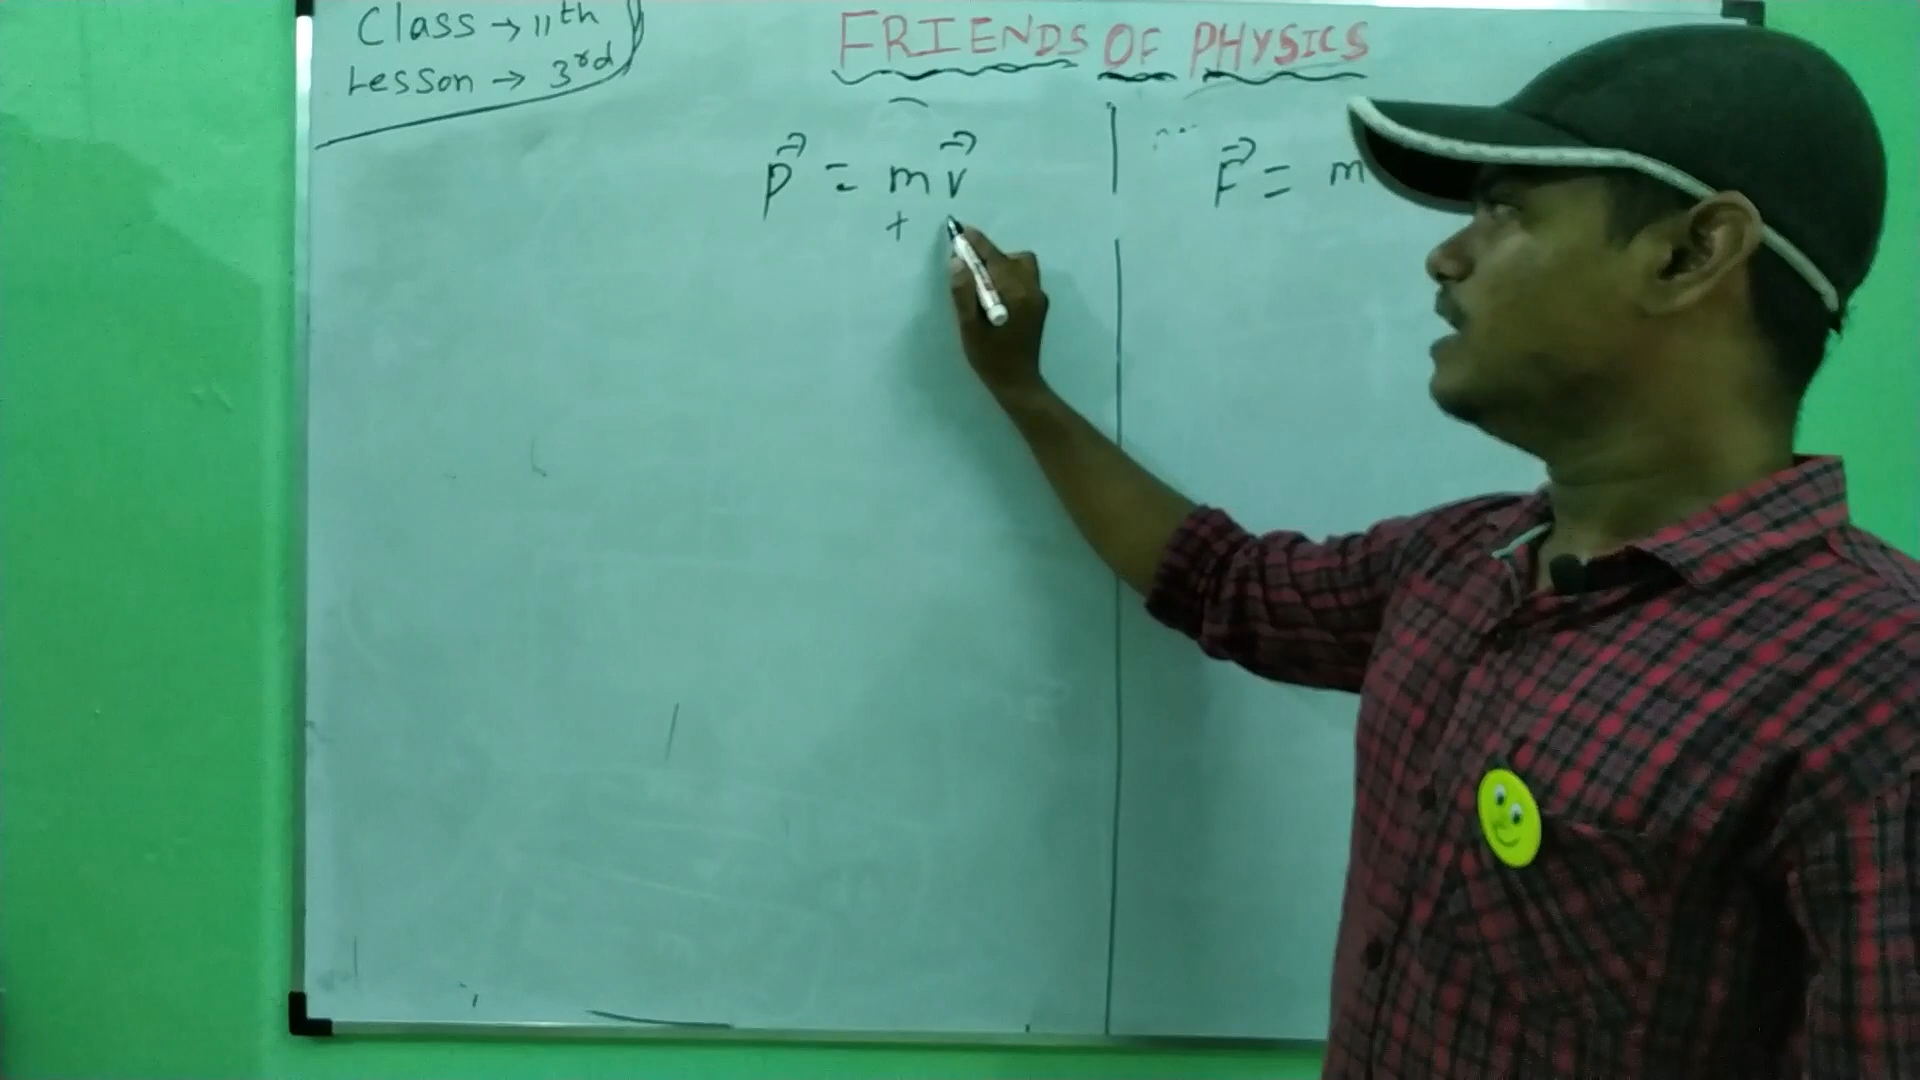 Class → 11th
Lesson → 3rd
FRIENDS OF PHYSICS
p⃗ = mv⃗
+
F⃗ = m